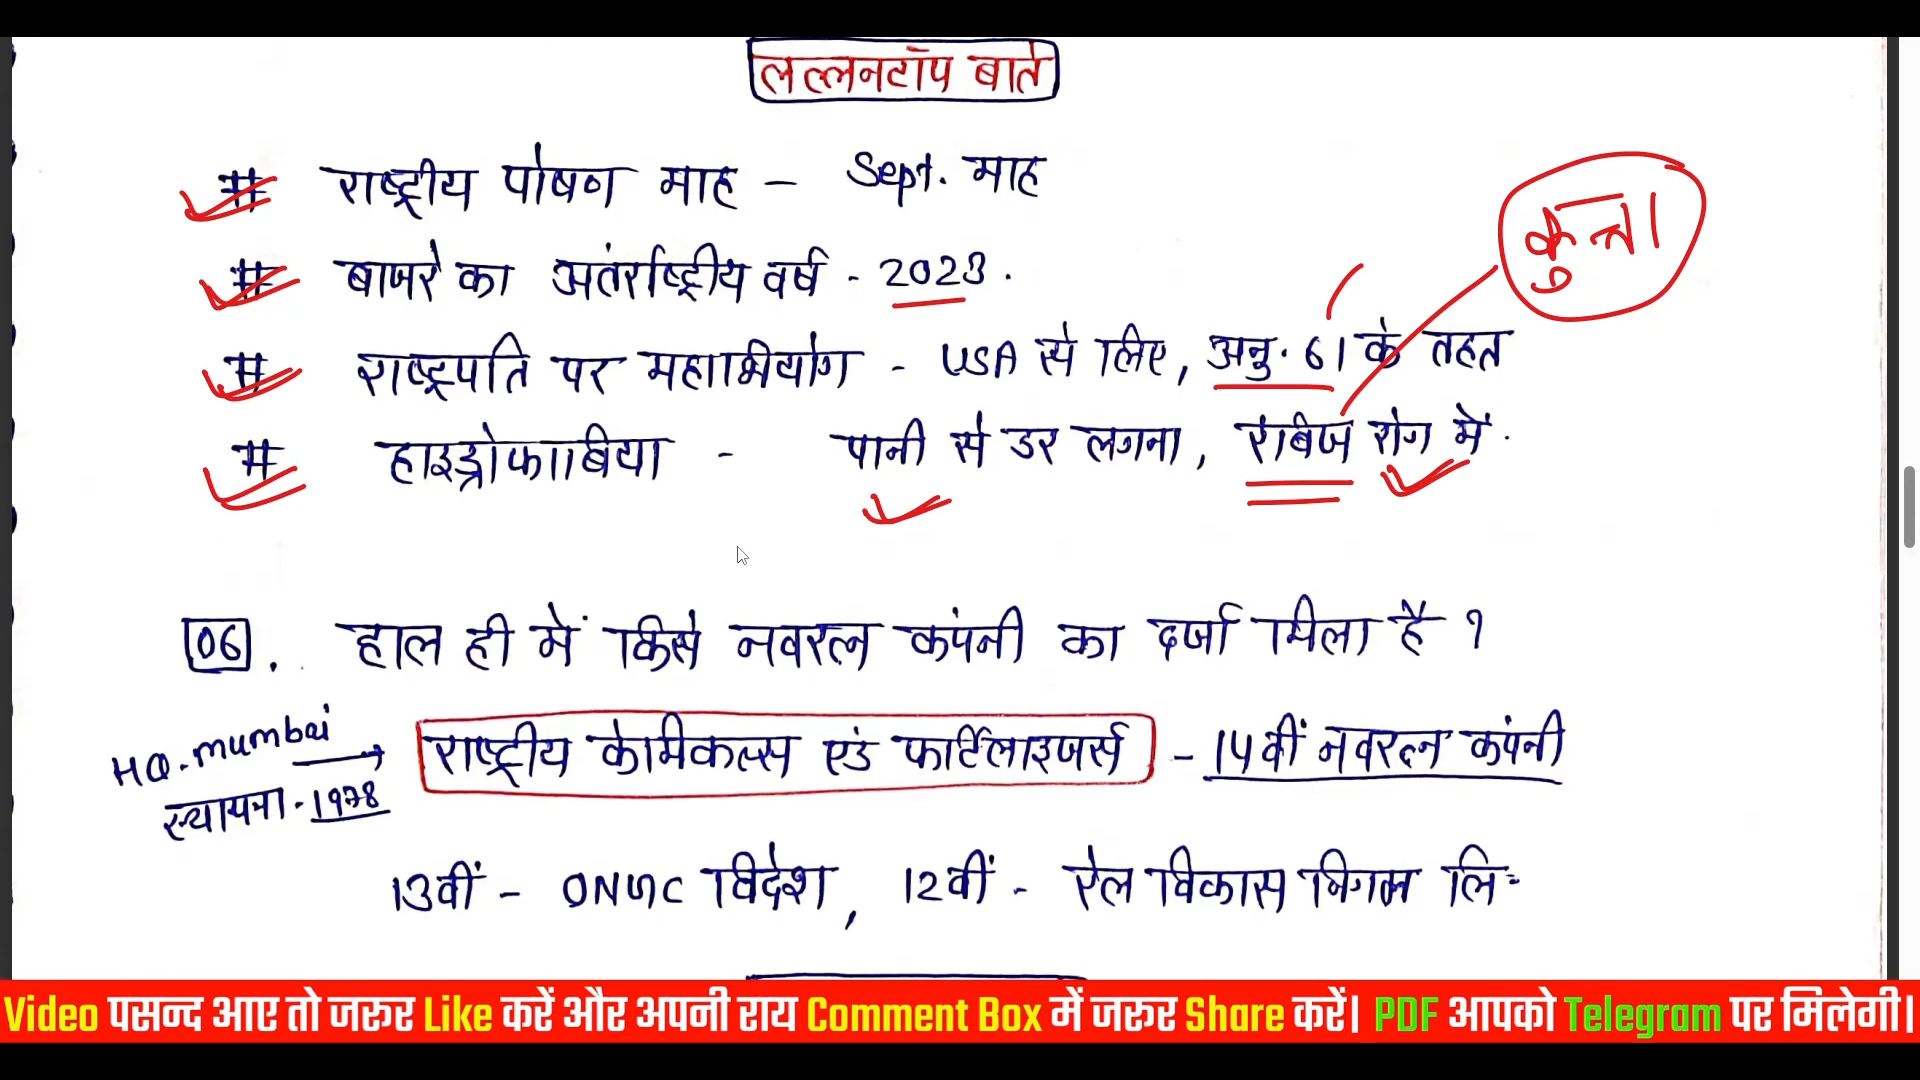 लल्लनटॉप बातें
# राष्ट्रीय पोषण माह - Sept. माह
कुत्ता
# बाजरे का अंतर्राष्ट्रीय वर्ष - 2023.
# राष्ट्रपति पर महाभियोग - USA से लिए, अनु. 61 के तहत
# हाइड्रोफोबिया - पानी से डर लगना, रेबिज रोग में.
06. हाल ही में किसे नवरत्न कंपनी का दर्जा मिला है ?
HQ. mumbai → राष्ट्रीय केमिकल्स एंड फर्टिलाइजर्स - 14वीं नवरत्न कंपनी
स्थापना - 1978
13वीं - ONGC विदेश, 12वीं - रेल विकास निगम लि.
Video पसन्द आए तो जरूर Like करें और अपनी राय Comment Box में जरूर Share करें। PDF आपको Telegram पर मिलेगी।